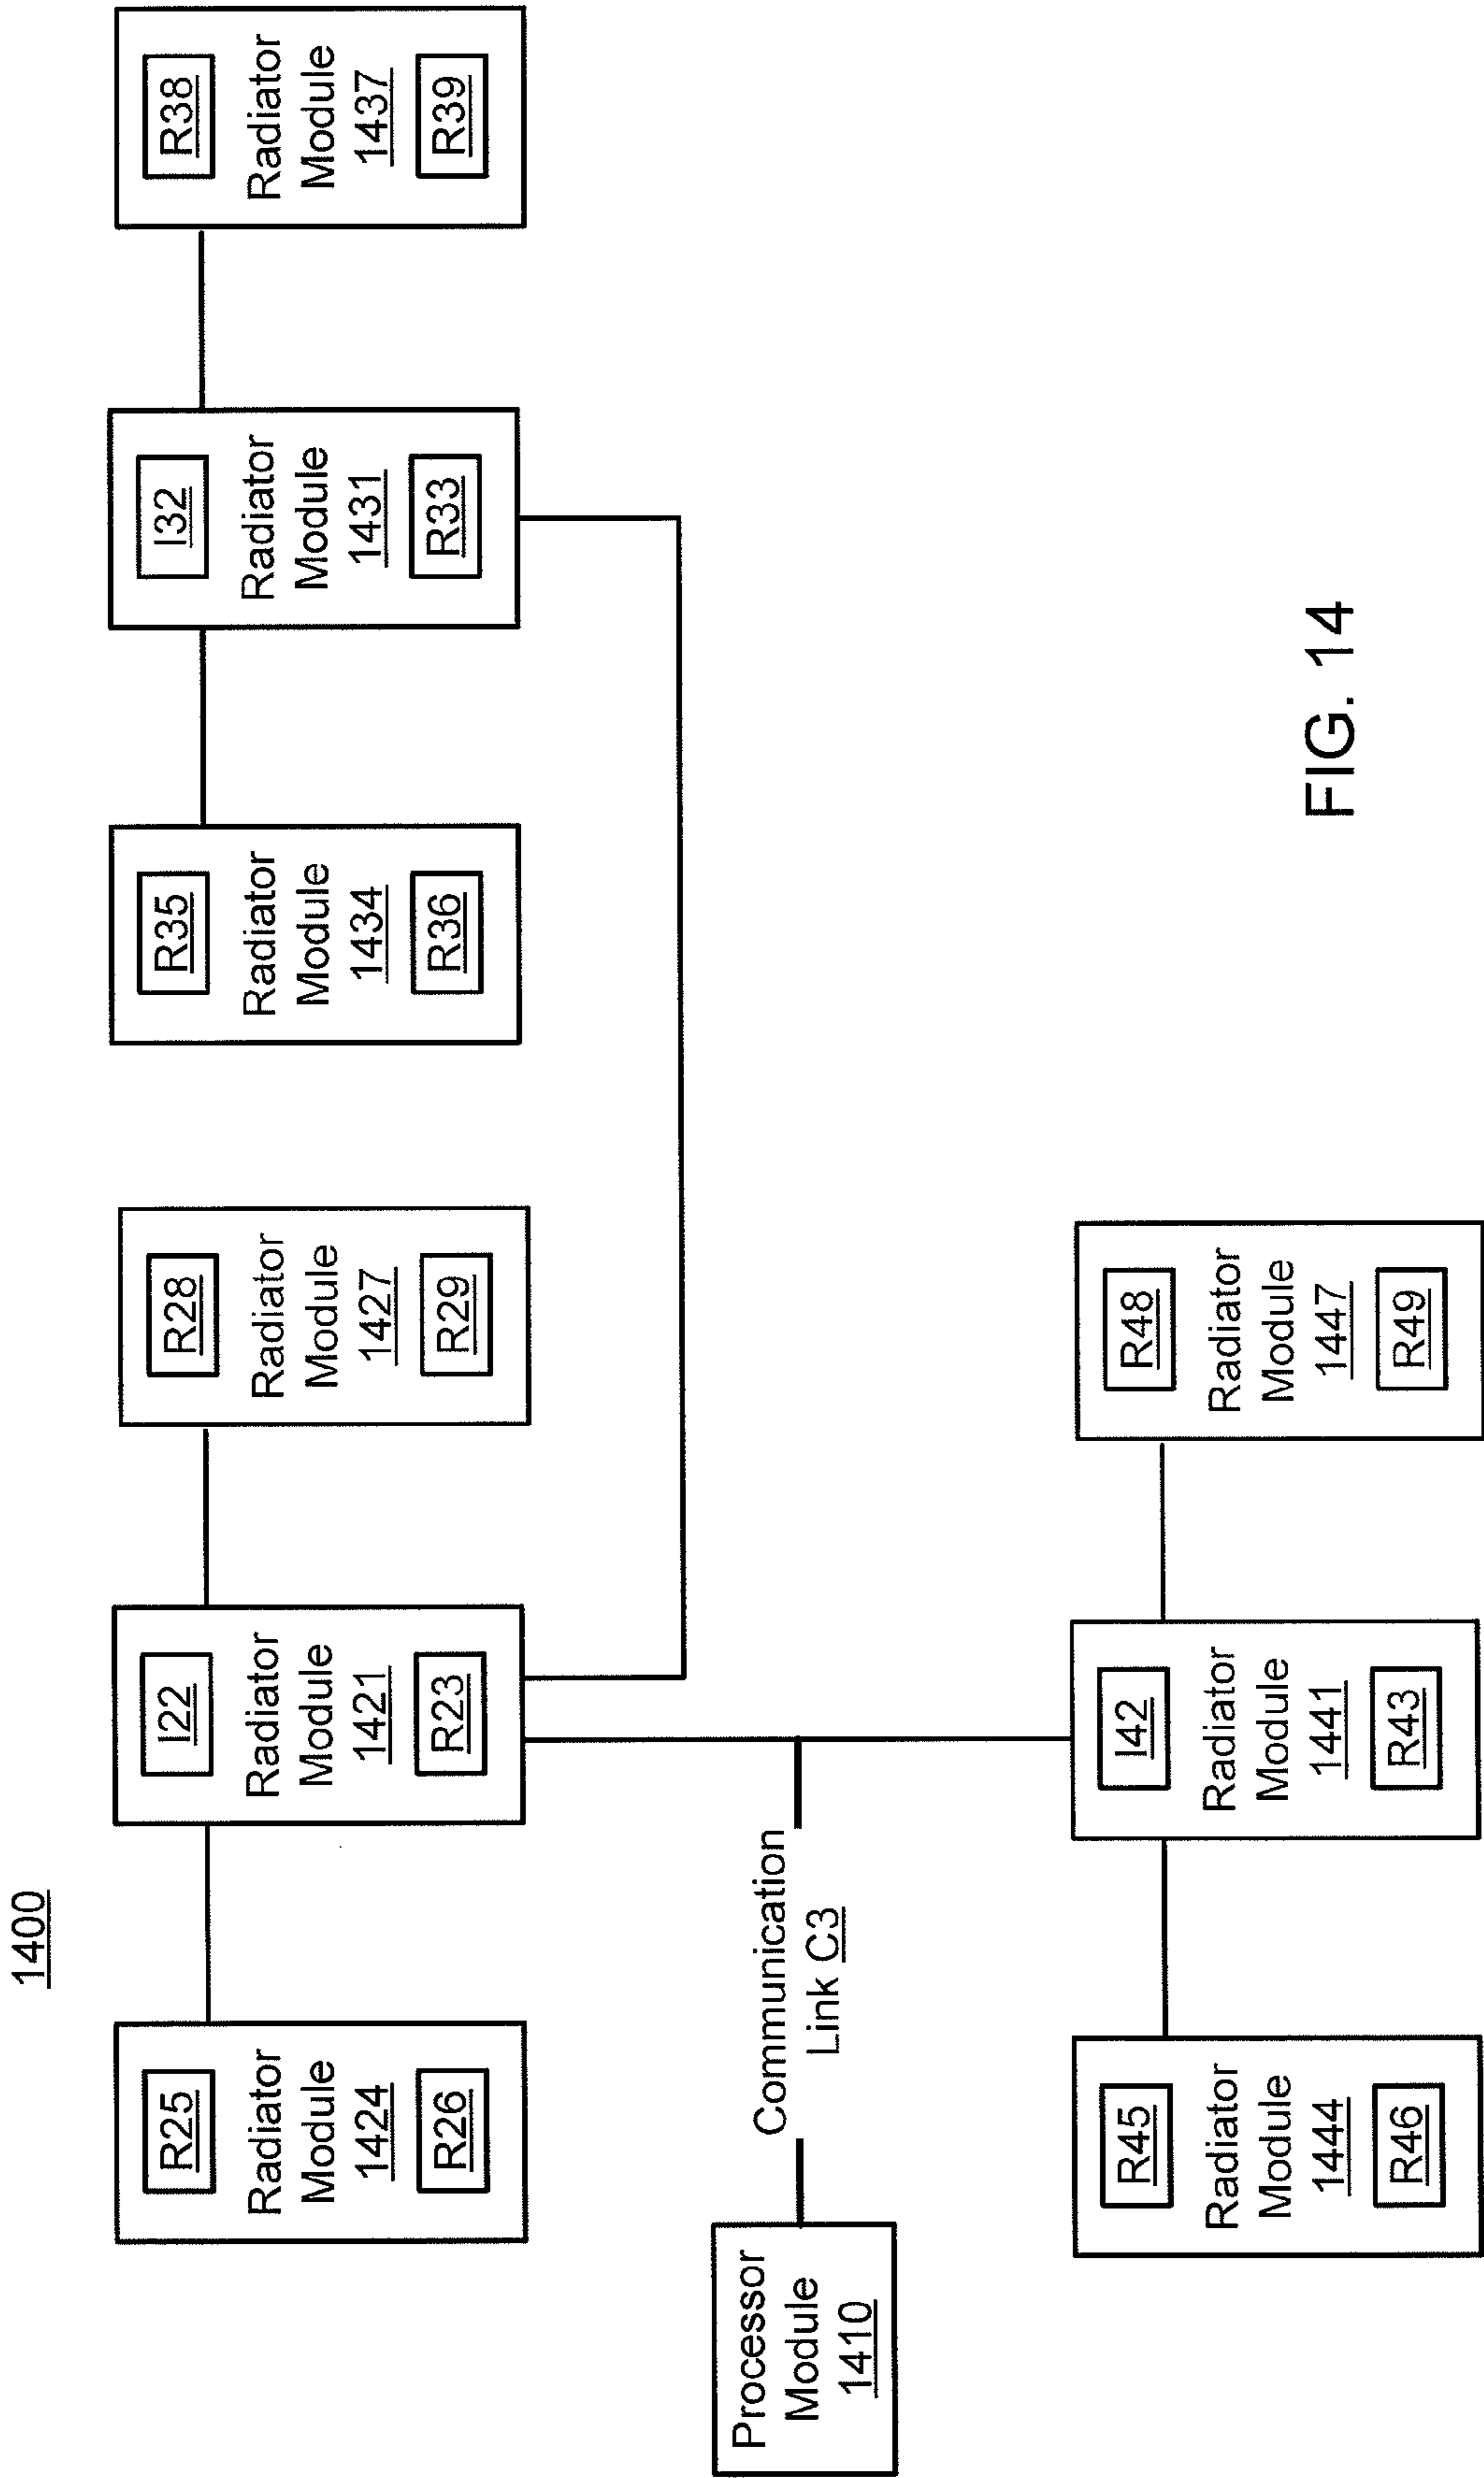 1400
R25
Radiator
Module
1424
R26
I22
Radiator
Module
1421
R23
R28
Radiator
Module
1427
R29
R35
Radiator
Module
1434
R36
I32
Radiator
Module
1431
R33
R38
Radiator
Module
1437
R39
Processor
Module
1410
Communication
Link C3
R45
Radiator
Module
1444
R46
I42
Radiator
Module
1441
R43
R48
Radiator
Module
1447
R49
FIG. 14